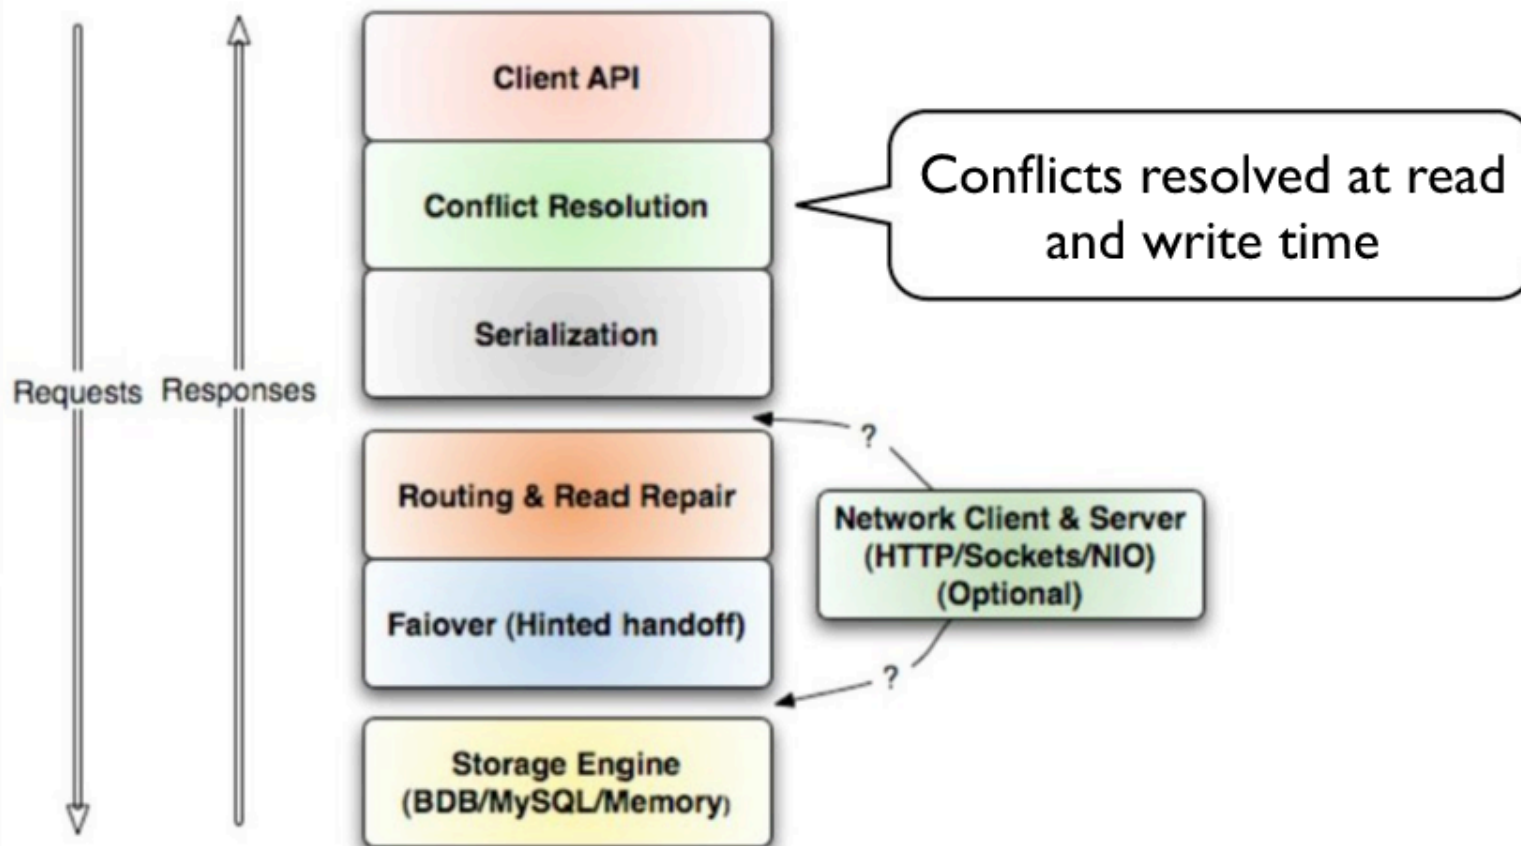 Client API
Conflict Resolution
Conflicts resolved at read
and write time
Serialization
Requests
Responses
?
Routing & Read Repair
Network Client & Server
(HTTP/Sockets/NIO)
(Optional)
Faiover (Hinted handoff)
?
Storage Engine
(BDB/MySQL/Memory)